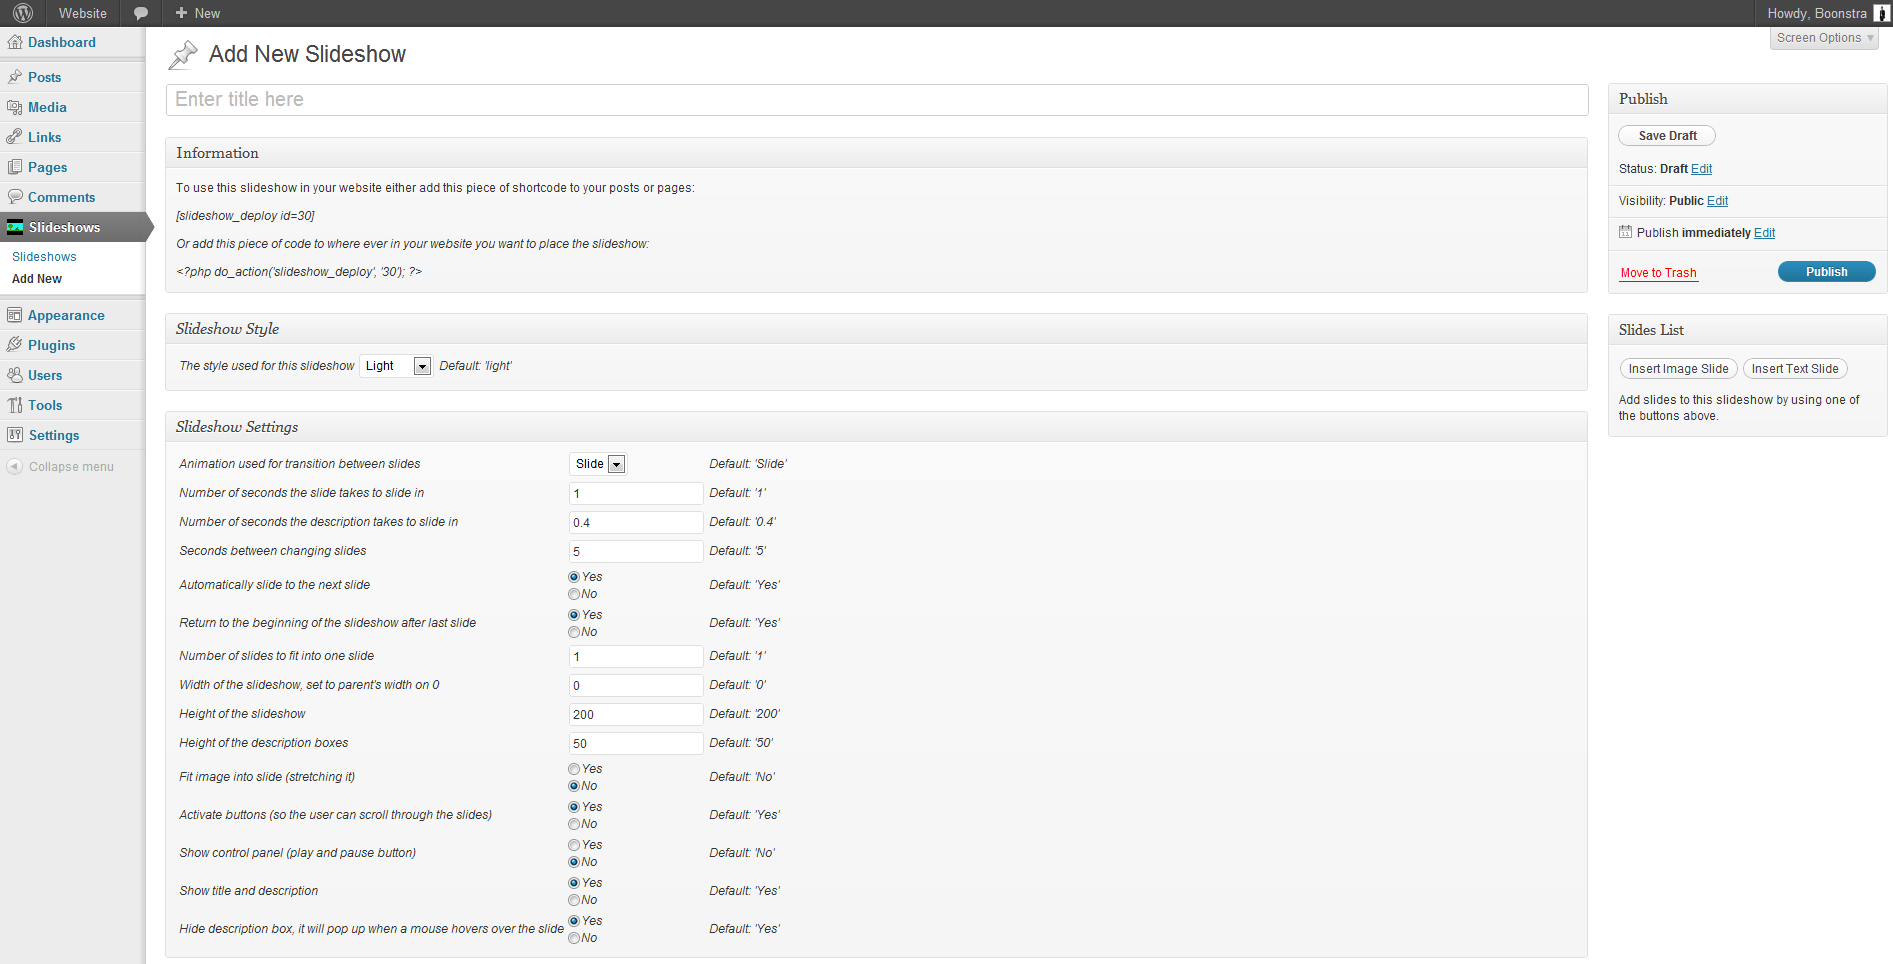 Website
New
Howdy, Boonstra
Screen Options
Dashboard
Posts
Media
Links
Pages
Comments
Slideshows
Slideshows
Add New
Appearance
Plugins
Users
Tools
Settings
Collapse menu
Add New Slideshow
Enter title here
Information
To use this slideshow in your website either add this piece of shortcode to your posts or pages:
[slideshow_deploy id=30]
Or add this piece of code to where ever in your website you want to place the slideshow:
<?php do_action('slideshow_deploy', '30'); ?>
Slideshow Style
The style used for this slideshow Light Default: 'light'
Slideshow Settings
Animation used for transition between slides Slide Default: 'Slide'
Number of seconds the slide takes to slide in 1 Default: '1'
Number of seconds the description takes to slide in 0.4 Default: '0.4'
Seconds between changing slides 5 Default: '5'
Automatically slide to the next slide Yes Default: 'Yes'
No
Return to the beginning of the slideshow after last slide Yes Default: 'Yes'
No
Number of slides to fit into one slide 1 Default: '1'
Width of the slideshow, set to parent's width on 0 0 Default: '0'
Height of the slideshow 200 Default: '200'
Height of the description boxes 50 Default: '50'
Fit image into slide (stretching it) Yes Default: 'No'
No
Activate buttons (so the user can scroll through the slides) Yes Default: 'Yes'
No
Show control panel (play and pause button) Yes Default: 'No'
No
Show title and description Yes Default: 'Yes'
No
Hide description box, it will pop up when a mouse hovers over the slide Yes Default: 'Yes'
No
Publish
Save Draft
Status: Draft Edit
Visibility: Public Edit
Publish immediately Edit
Move to Trash Publish
Slides List
Insert Image Slide Insert Text Slide
Add slides to this slideshow by using one of
the buttons above.